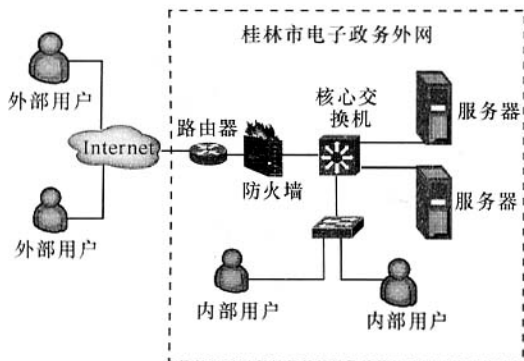 桂林市电子政务外网
外部用户
Internet
路由器
防火墙
核心交
换机
服务器
服务器
外部用户
内部用户
内部用户